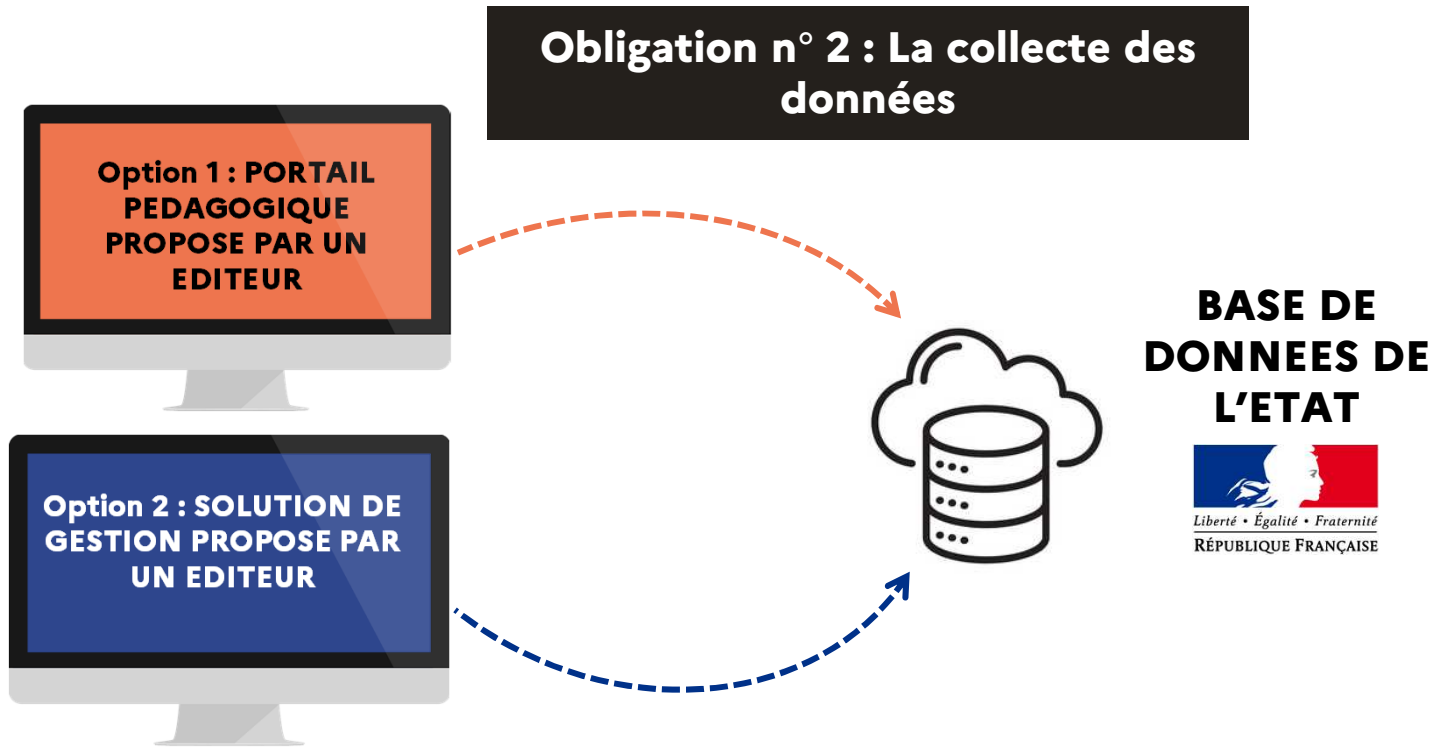 Obligation n° 2 : La collecte des
données
Option 1 : PORTAIL
PEDAGOGIQUE
PROPOSE PAR UN
EDITEUR
Option 2 : SOLUTION DE
GESTION PROPOSE PAR
UN EDITEUR
BASE DE
DONNEES DE
L'ETAT
Liberté • Égalité • Fraternité
RÉPUBLIQUE FRANÇAISE